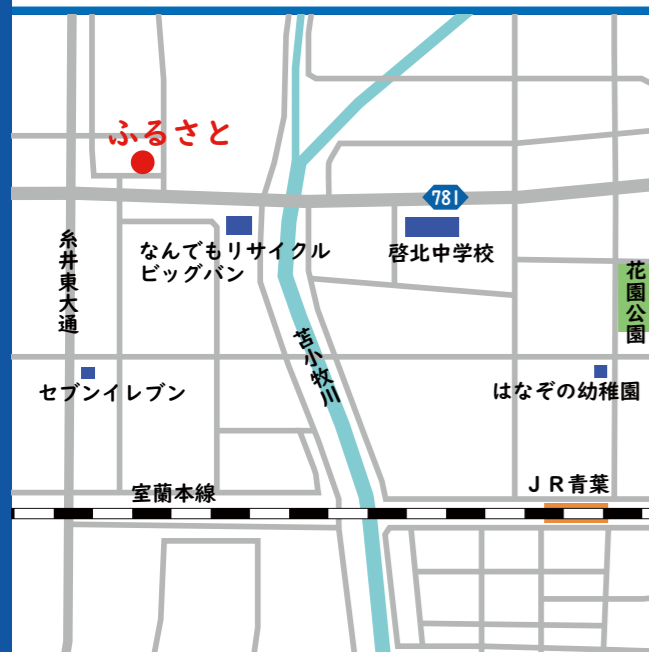 ふるさと
781
糸井東大通
なんでもリサイクル
ビッグバン
啓北中学校
花園公園
苫小牧川
セブンイレブン
はなぞの幼稚園
室蘭本線
ＪＲ青葉